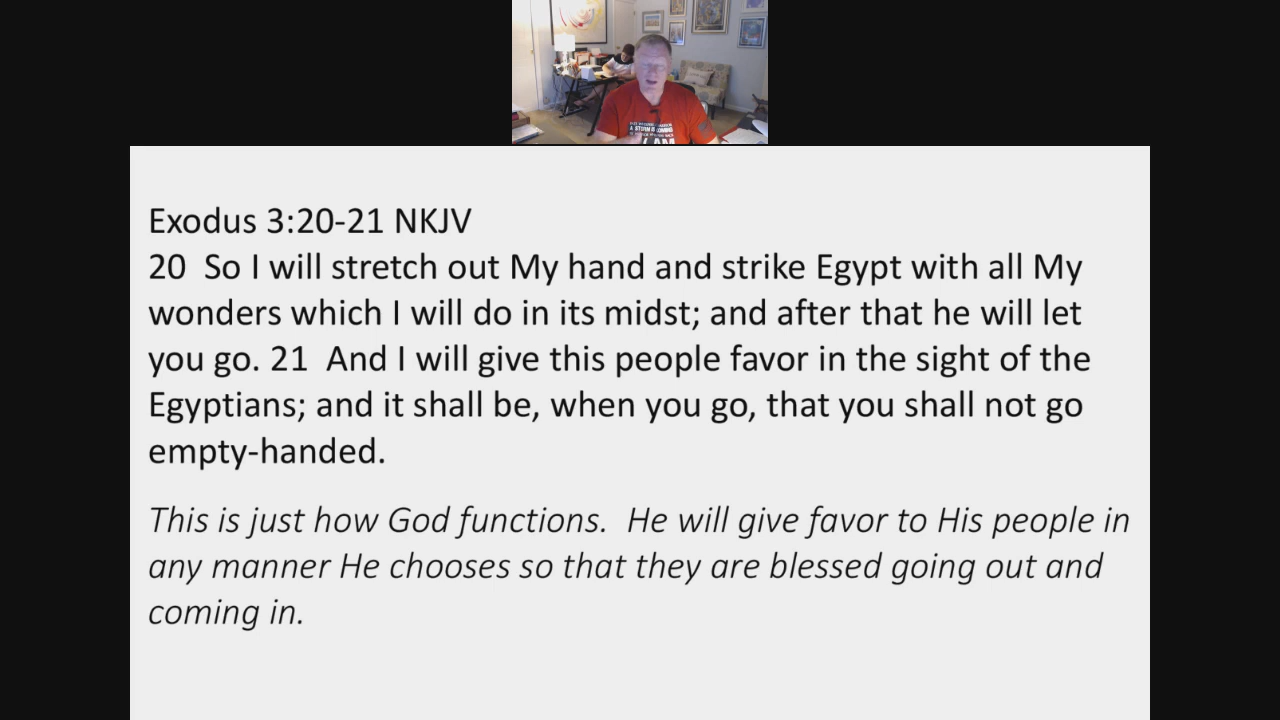 A STORM IS COMING
I AM
Exodus 3:20-21 NKJV
20  So I will stretch out My hand and strike Egypt with all My
wonders which I will do in its midst; and after that he will let
you go. 21  And I will give this people favor in the sight of the
Egyptians; and it shall be, when you go, that you shall not go
empty-handed.
This is just how God functions.  He will give favor to His people in
any manner He chooses so that they are blessed going out and
coming in.